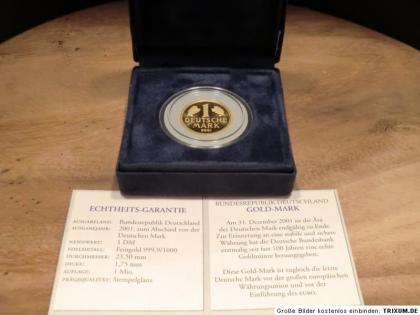 1
DEUTSCHE
MARK
2001
ECHTHEITS-GARANTIE
AUSGABELAND: Bundesrepublik Deutschland
AUSGABEJAHR: 2001, zum Abschied von der
Deutschen Mark
NENNWERT: 1 DM
EDELMETALL: Feingold 999,9/1000
DURCHMESSER: 23,50 mm
DICKE: 1,75 mm
AUFLAGE: 1 Mio.
PRÄGEQUALITÄT: Stempelglanz
BUNDESREPUBLIK DEUTSCHLAND
GOLD-MARK
Am 31. Dezember 2001 ist die Ära
der Deutschen Mark endgültig zu Ende.
Zur Erinnerung an eine stabile und sichere
Währung hat die Deutsche Bundesbank
erstmalig seit fast 100 Jahren eine echte
Goldmünze herausgegeben.
Diese Gold-Mark ist zugleich die letzte
Deutsche Mark vor der großen europäischen
Währungsunion und vor der
Einführung des EURO.
Große Bilder kostenlos einbinden: TRIXUM.DE